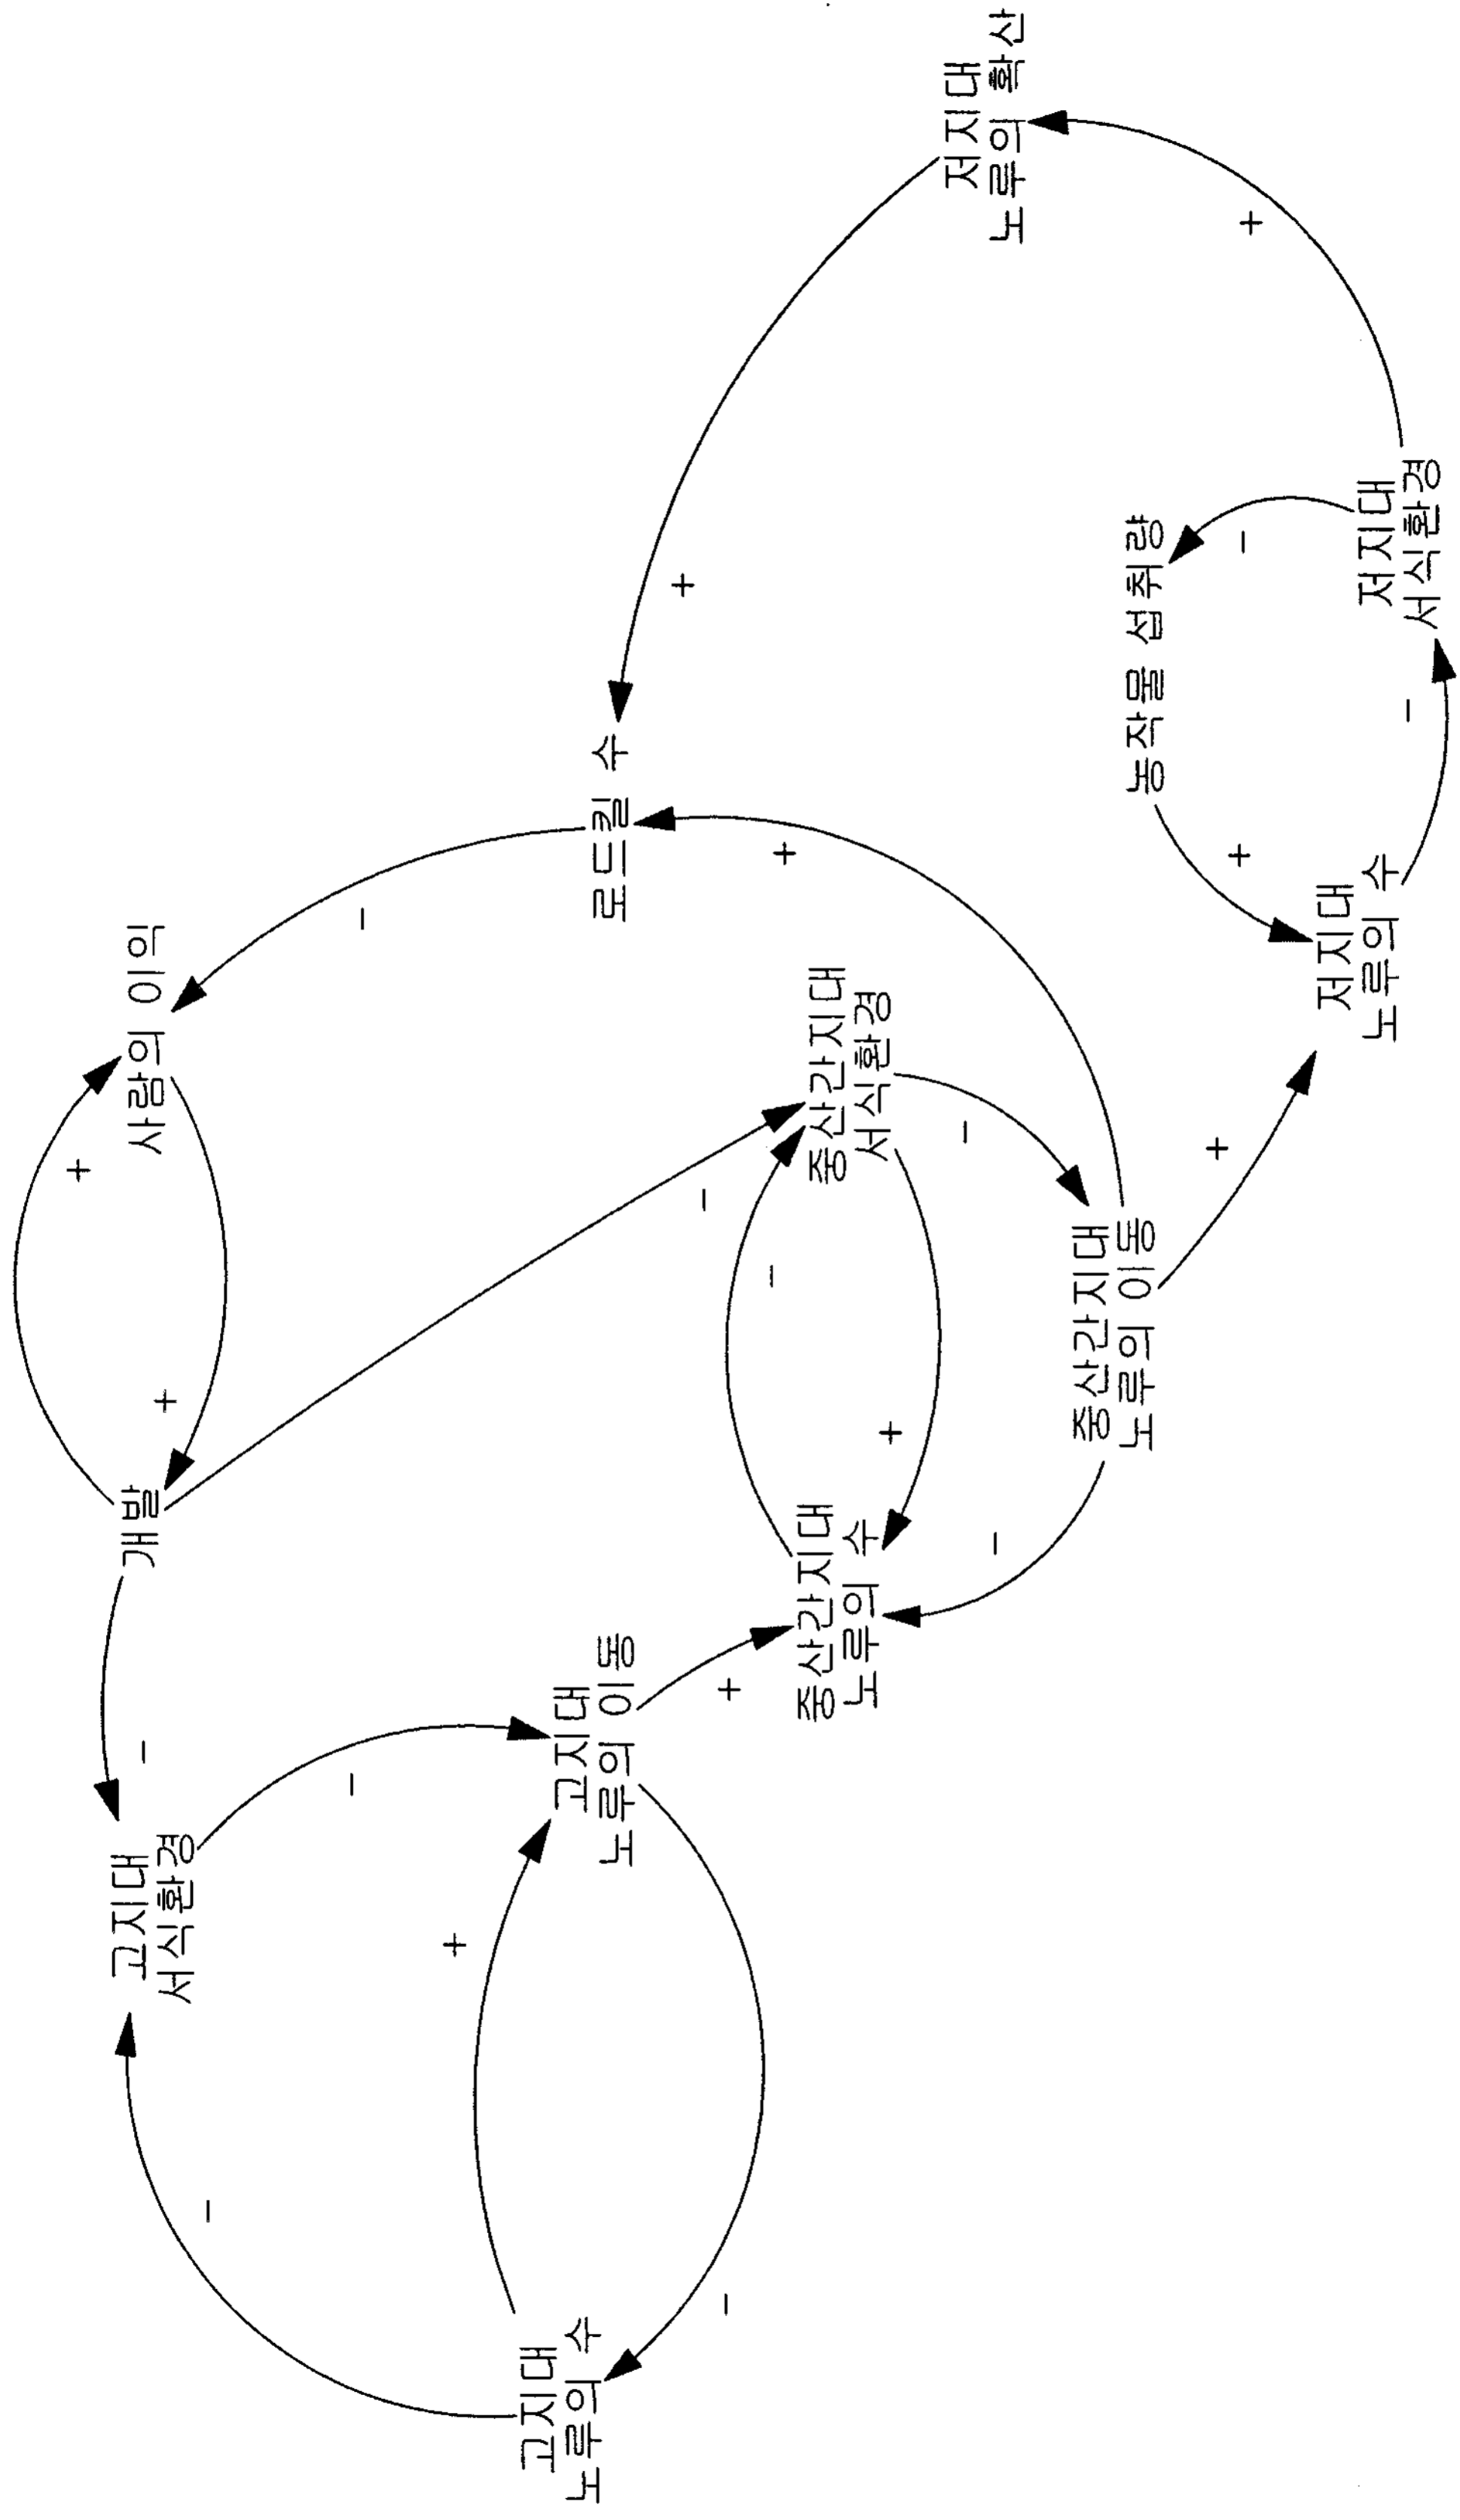 +
고지대
서식환경
개발
사람의 이익
−
+
−
−
−
+
고지대
노루의 수
고지대
노루의 이동
로드킬 수
+
−
−
+
−
+
중산간지대
노루의 수
중산간지대
서식환경
+
−
저지대
노루의 확산
−
중산간지대
노루의 이동
농작물 섭취량
+
+
−
+
저지대
노루의 수
저지대
서식환경
−